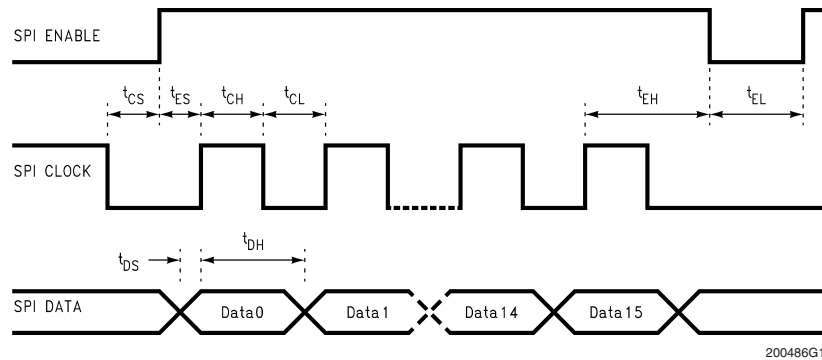 SPI ENABLE
tCS tES tCH tCL tEH tEL
SPI CLOCK
tDS tDH
SPI DATA Data0 Data1 Data14 Data15
200486G1